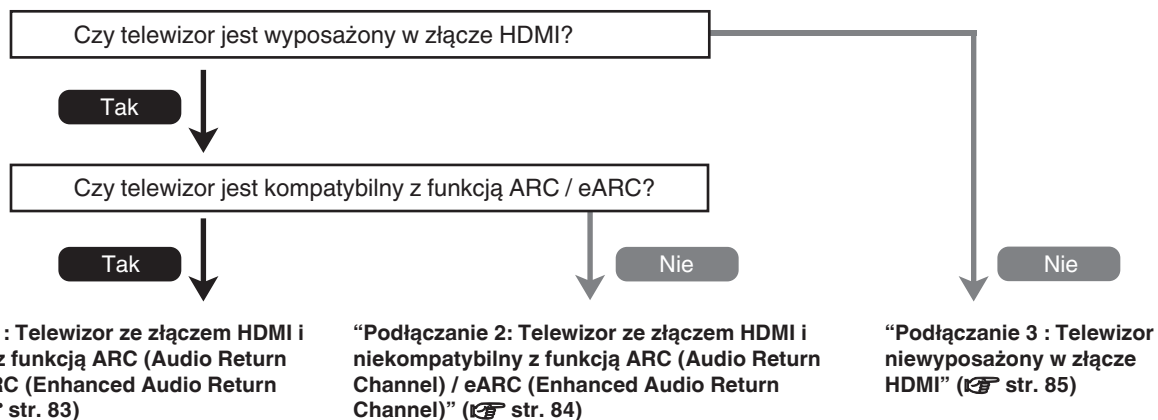 Czy telewizor jest wyposażony w złącze HDMI?
Tak
Czy telewizor jest kompatybilny z funkcją ARC / eARC?
Tak
Nie
Nie
: Telewizor ze złączem HDMI i
z funkcją ARC (Audio Return
RC (Enhanced Audio Return
str. 83)
“Podłączanie 2: Telewizor ze złączem HDMI i
niekompatybilny z funkcją ARC (Audio Return
Channel) / eARC (Enhanced Audio Return
Channel)” (☞ str. 84)
“Podłączanie 3 : Telewizor
niewyposażony w złącze
HDMI” (☞ str. 85)